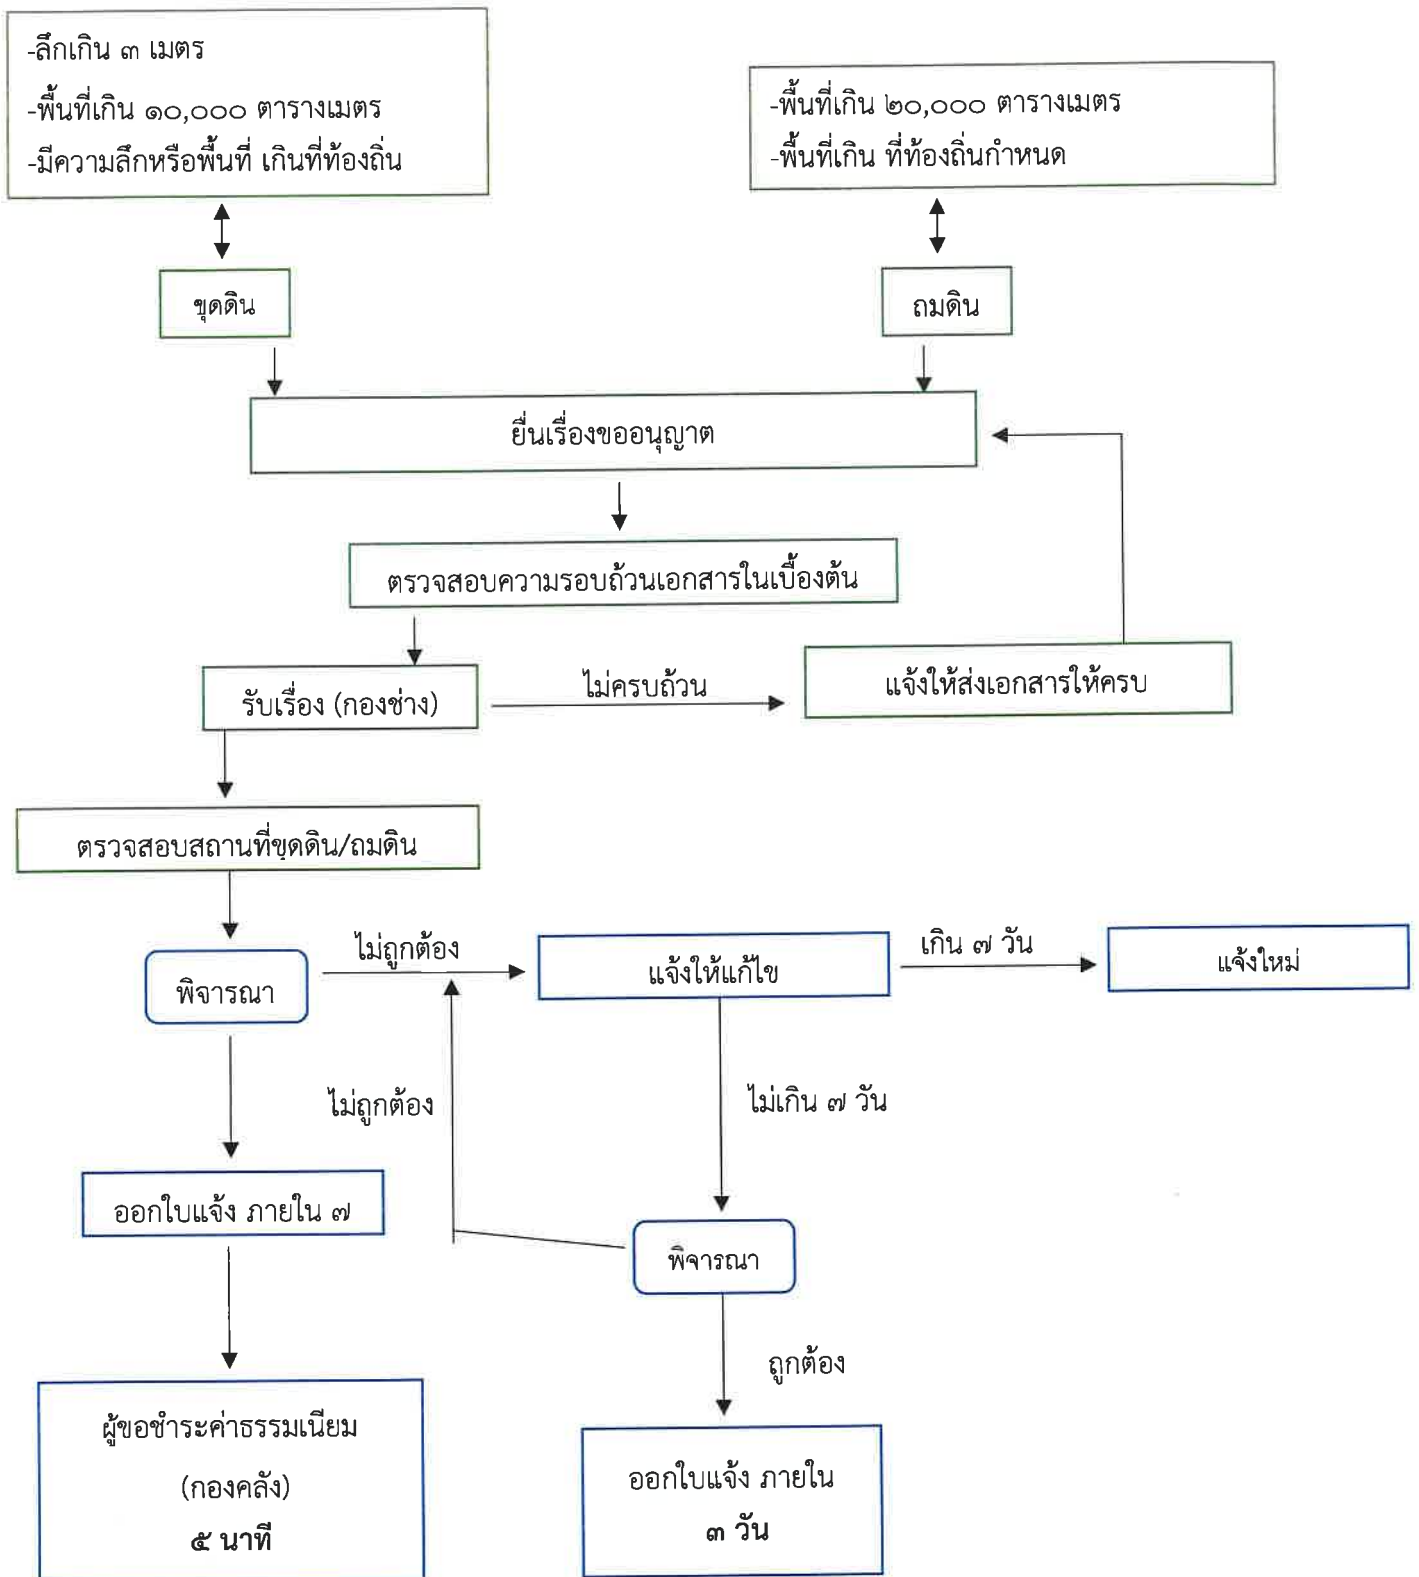 -ลึกเกิน ๓ เมตร
-พื้นที่เกิน ๑๐,๐๐๐ ตารางเมตร
-มีความลึกหรือพื้นที่ เกินที่ท้องถิ่น
-พื้นที่เกิน ๒๐,๐๐๐ ตารางเมตร
-พื้นที่เกิน ที่ท้องถิ่นกำหนด
ขุดดิน
ถมดิน
ยื่นเรื่องขออนุญาต
ตรวจสอบความรอบถ้วนเอกสารในเบื้องต้น
รับเรื่อง (กองช่าง)
ไม่ครบถ้วน
แจ้งให้ส่งเอกสารให้ครบ
ตรวจสอบสถานที่ขุดดิน/ถมดิน
พิจารณา
ไม่ถูกต้อง
แจ้งให้แก้ไข
เกิน ๗ วัน
แจ้งใหม่
ไม่ถูกต้อง
ไม่เกิน ๗ วัน
ออกใบแจ้ง ภายใน ๗
พิจารณา
ถูกต้อง
ผู้ขอชำระค่าธรรมเนียม
(กองคลัง)
๕ นาที
ออกใบแจ้ง ภายใน
๓ วัน